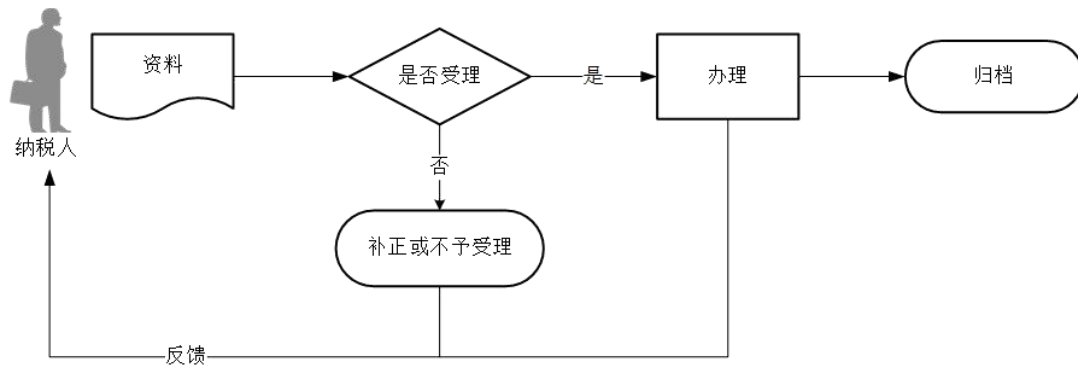 纳税人
资料
是否受理
是
办理
归档
否
补正或不予受理
反馈